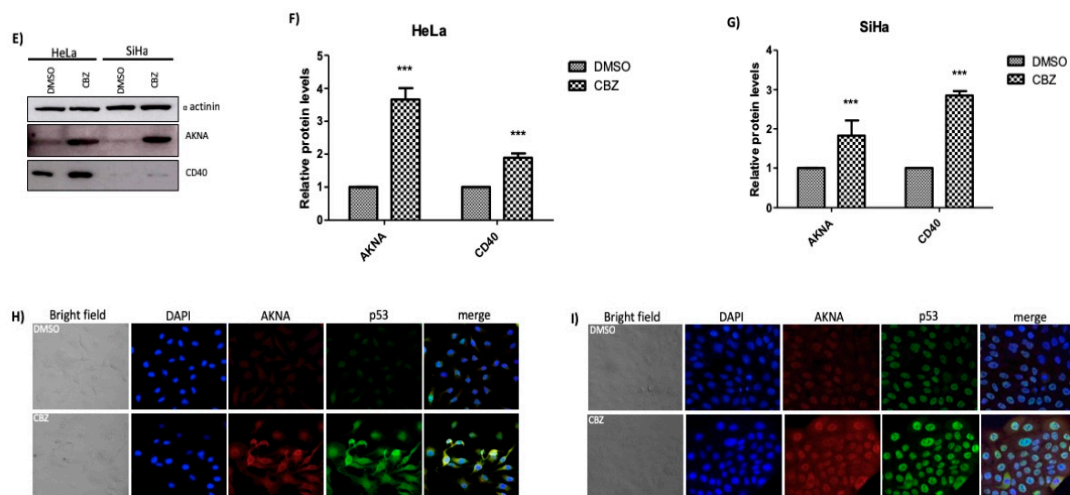 E)
HeLa SiHa
DMSO CBZ DMSO CBZ
α actinin
AKNA
CD40
F)
HeLa
Relative protein levels
5
4
3
2
1
0
***
***
DMSO
CBZ
AKNA
CD40
G)
SiHa
Relative protein levels
4
3
2
1
0
***
***
DMSO
CBZ
AKNA
CD40
H)
Bright field DAPI AKNA p53 merge
DMSO
CBZ
I)
Bright field DAPI AKNA p53 merge
DMSO
CBZ